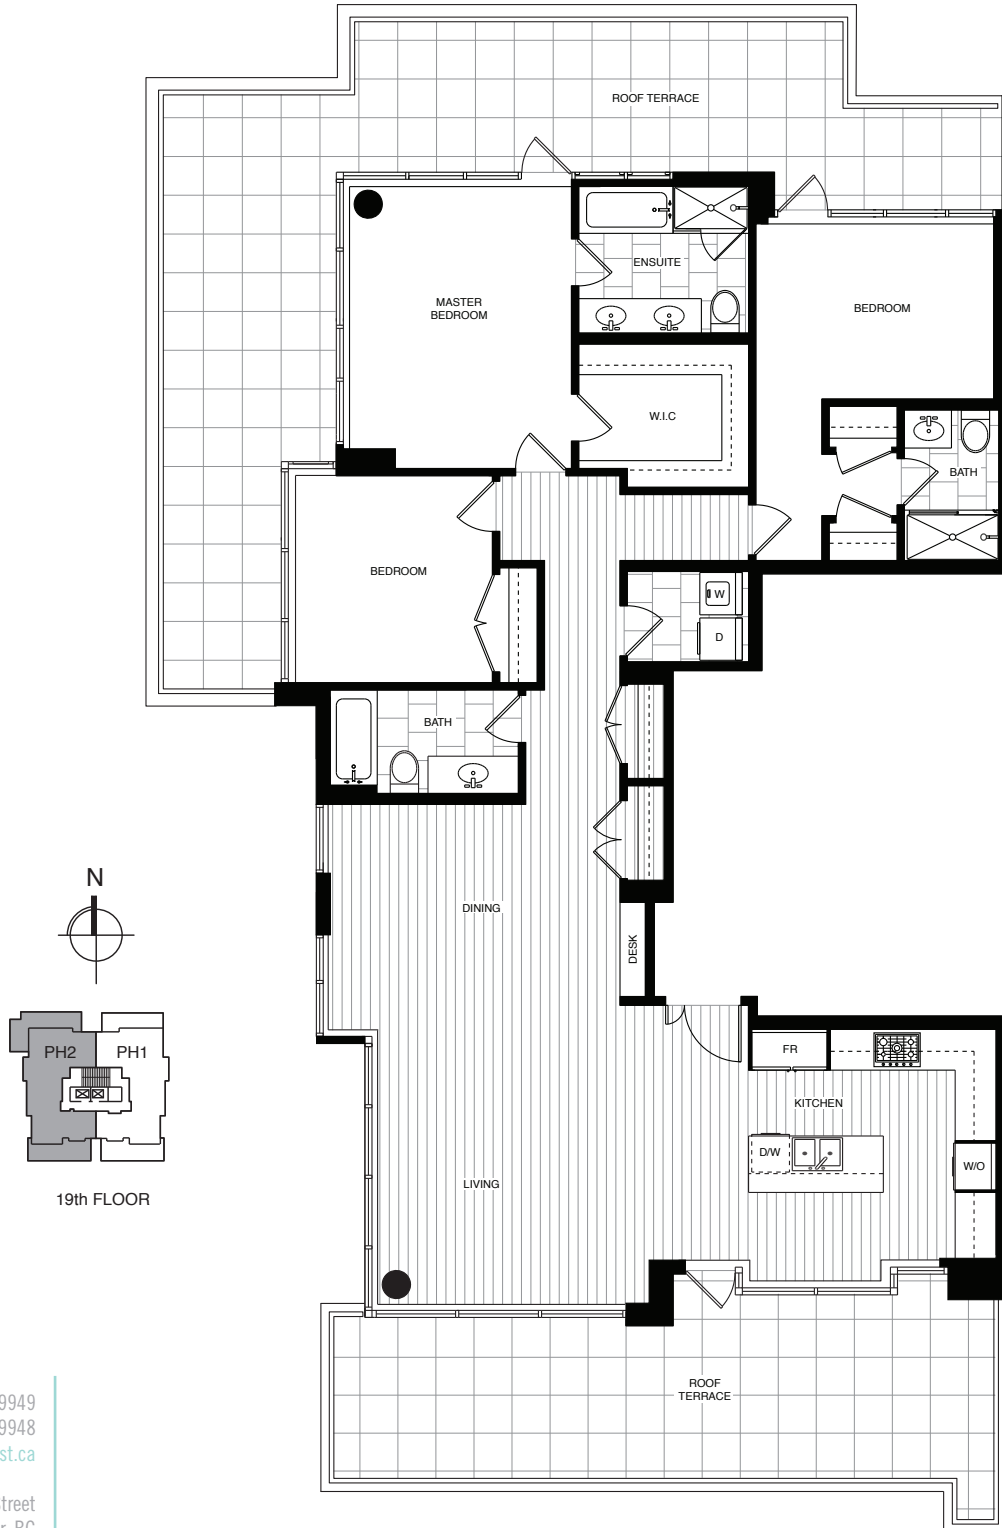 ROOF TERRACE
ENSUITE
MASTER
BEDROOM
BEDROOM
W.I.C
BATH
BEDROOM
W
D
BATH
DINING
DESK
N
PH2
PH1
19th FLOOR
FR
KITCHEN
D/W
W/O
LIVING
ROOF
TERRACE
9949
9948
st.ca
treet
BC